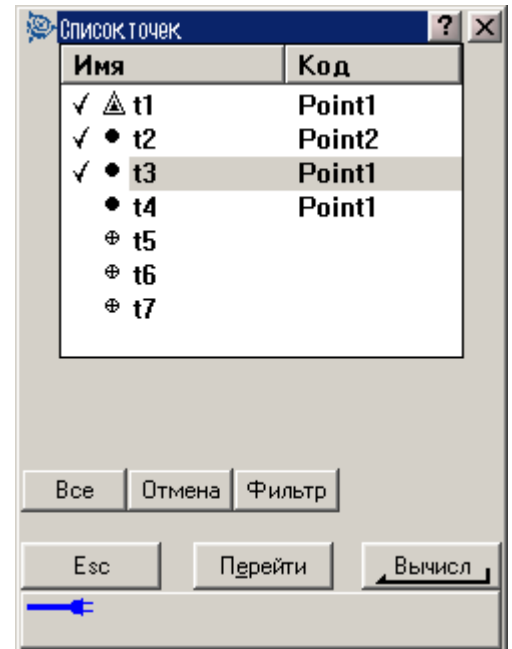 Список точек ? X
Имя Код
t1 Point1
t2 Point2
t3 Point1
t4 Point1
t5
t6
t7
Все Отмена Фильтр
Esc Перейти Вычисл